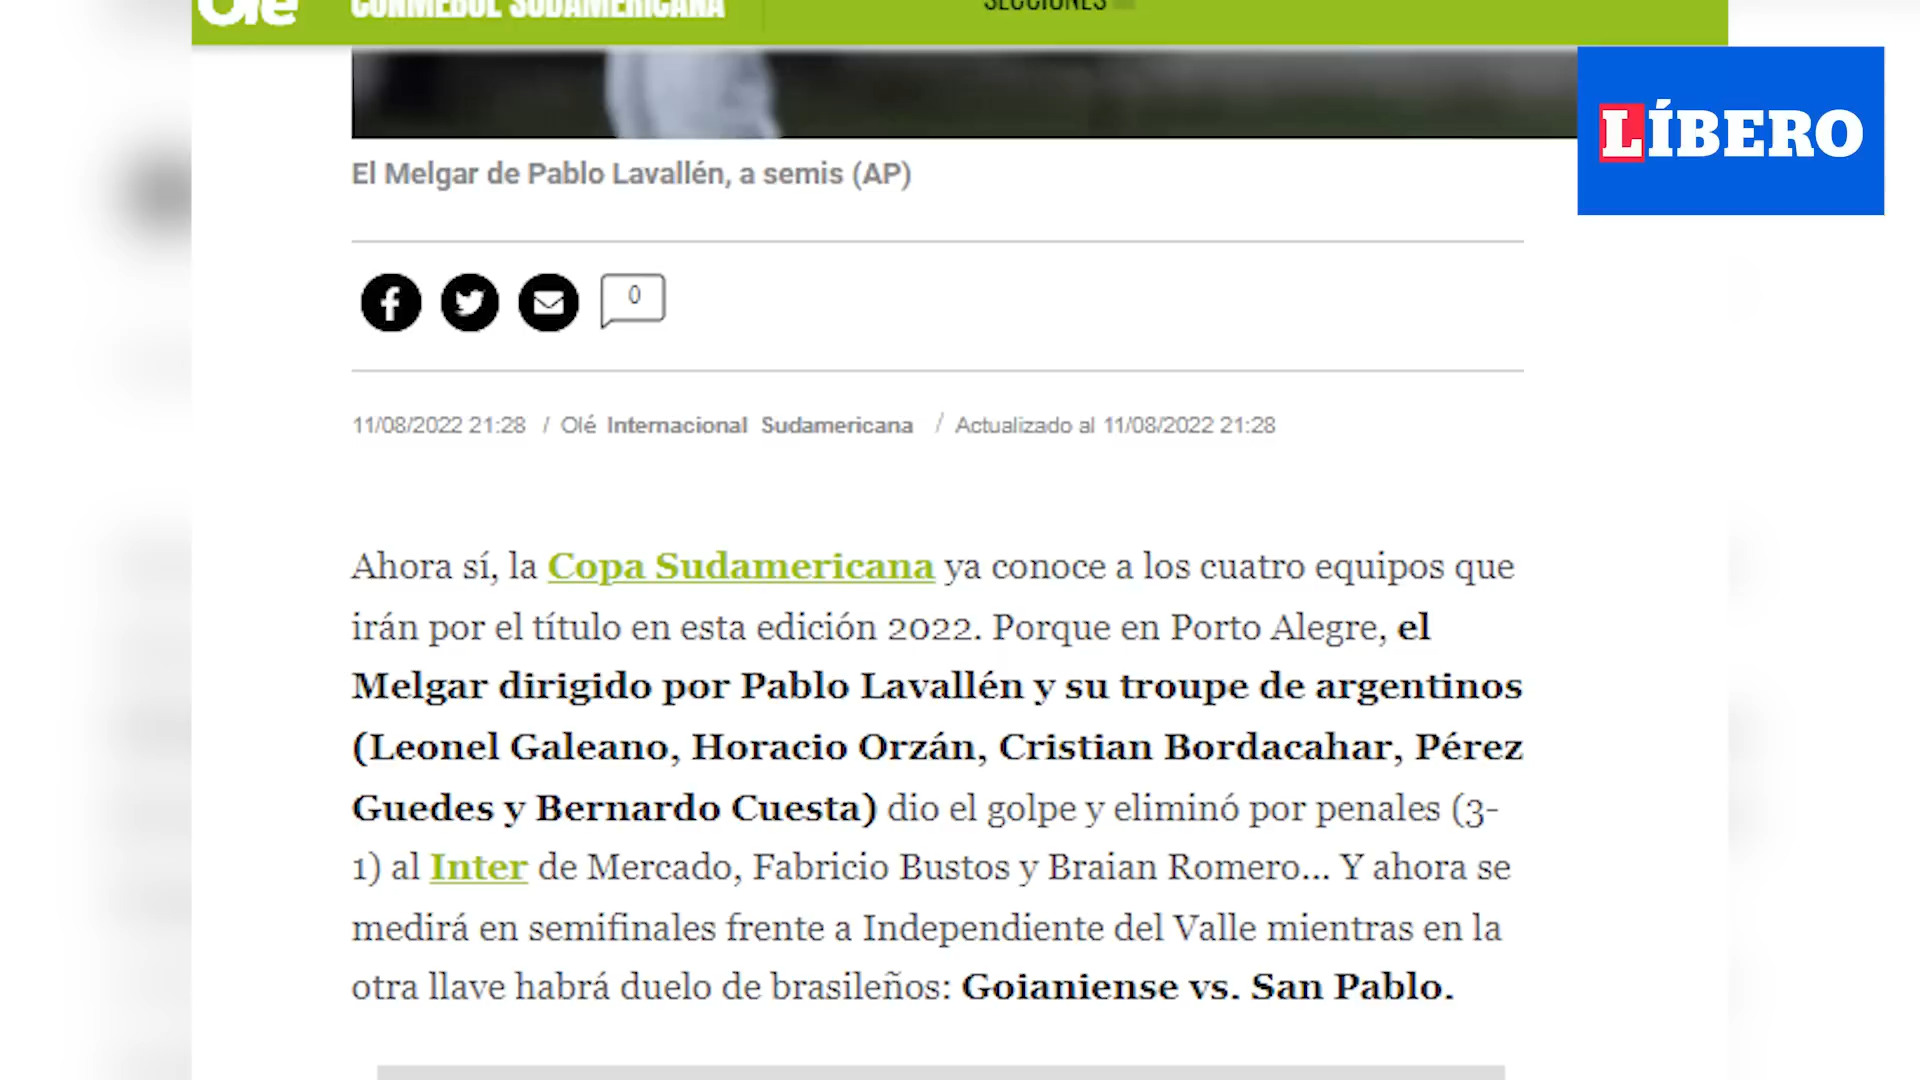 Olé CONMEBOL SUDAMERICANA SECCIONES
LÍBERO
El Melgar de Pablo Lavallén, a semis (AP)
0
11/08/2022 21:28 / Olé Internacional Sudamericana / Actualizado al 11/08/2022 21:28
Ahora sí, la Copa Sudamericana ya conoce a los cuatro equipos que
irán por el título en esta edición 2022. Porque en Porto Alegre, el
Melgar dirigido por Pablo Lavallén y su troupe de argentinos
(Leonel Galeano, Horacio Orzán, Cristian Bordacahar, Pérez
Guedes y Bernardo Cuesta) dio el golpe y eliminó por penales (3-
1) al Inter de Mercado, Fabricio Bustos y Braian Romero... Y ahora se
medirá en semifinales frente a Independiente del Valle mientras en la
otra llave habrá duelo de brasileños: Goianiense vs. San Pablo.